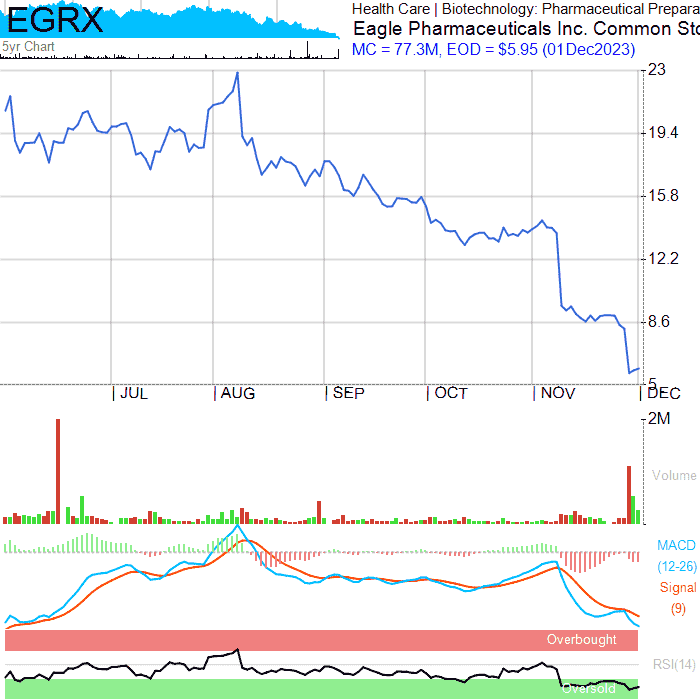 EGRX
5yr Chart
Health Care | Biotechnology: Pharmaceutical Prepara
Eagle Pharmaceuticals Inc. Common Sto
MC = 77.3M, EOD = $5.95 (01Dec2023)
23
19.4
15.8
12.2
8.6
5
| JUL | AUG | SEP | OCT | NOV | DEC
2M
Volume
MACD
(12-26)
Signal
(9)
Overbought
RSI(14)
Oversold